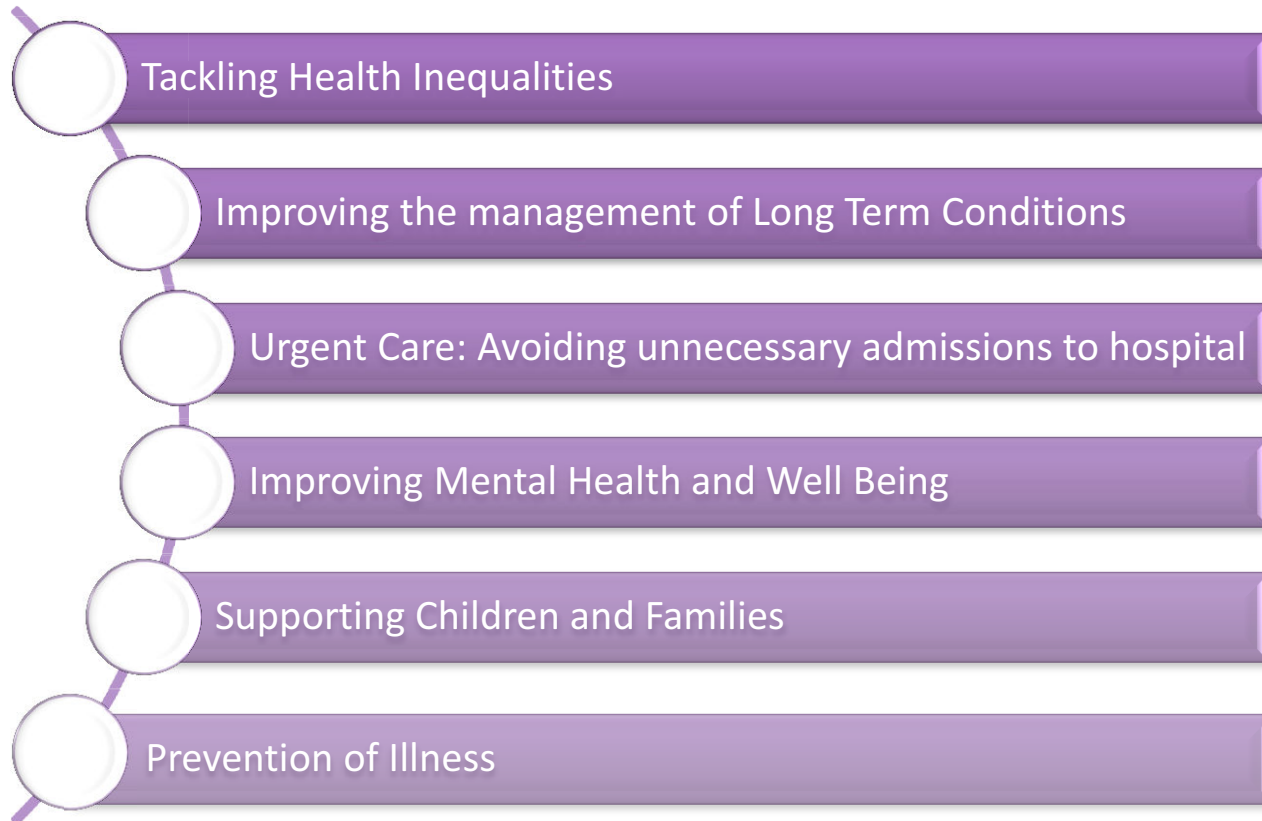 Tackling Health Inequalities
Improving the management of Long Term Conditions
Urgent Care: Avoiding unnecessary admissions to hospital
Improving Mental Health and Well Being
Supporting Children and Families
Prevention of Illness